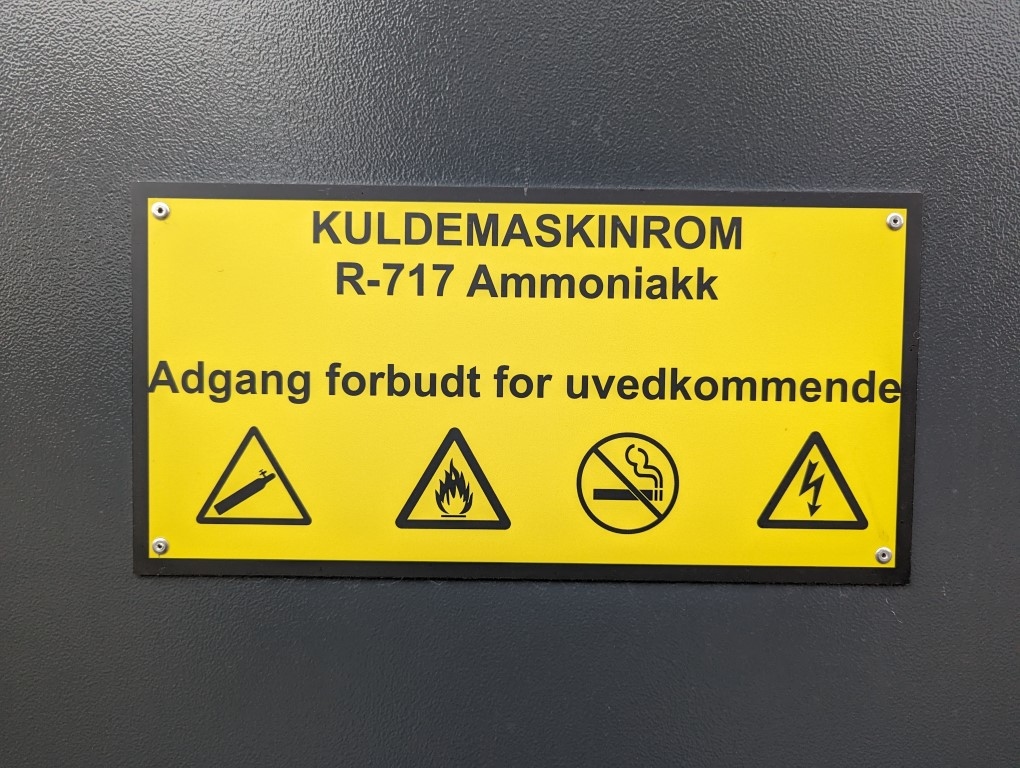 KULDEMASKINROM
R-717 Ammoniakk
Adgang forbudt for uvedkommende